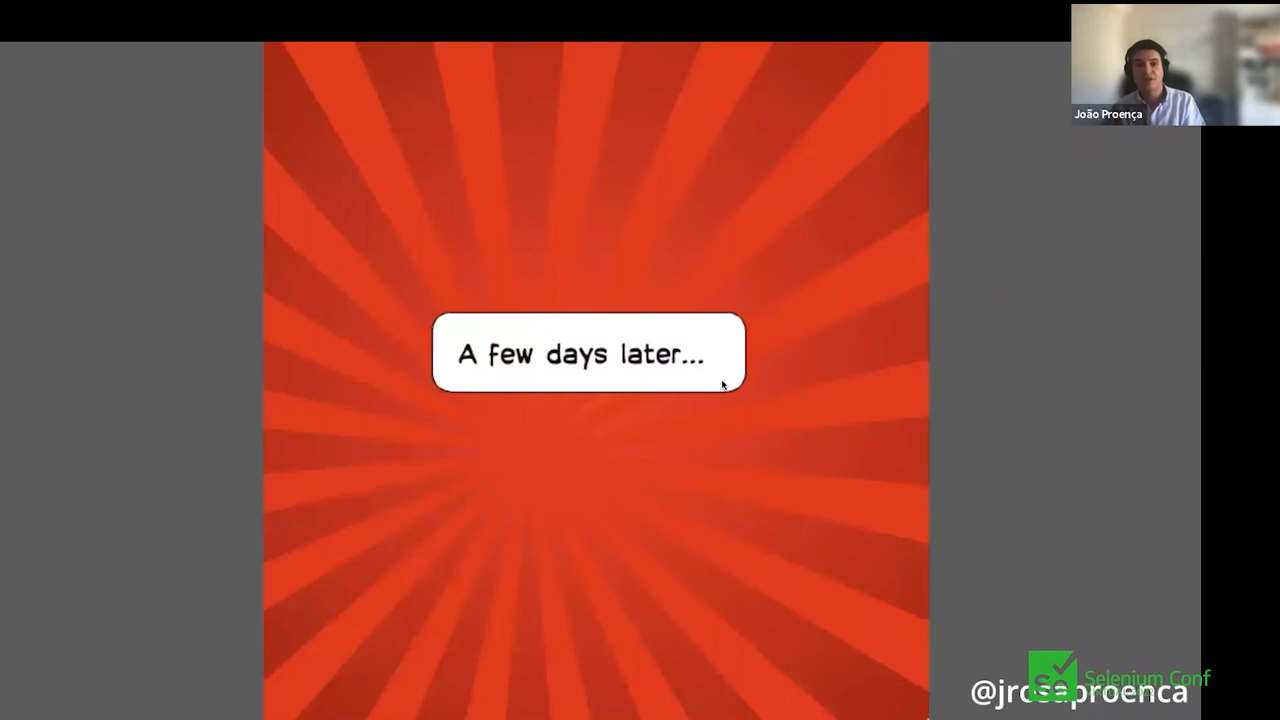 João Proença
A few days later...
Selenium Conf
@jrosaproenca